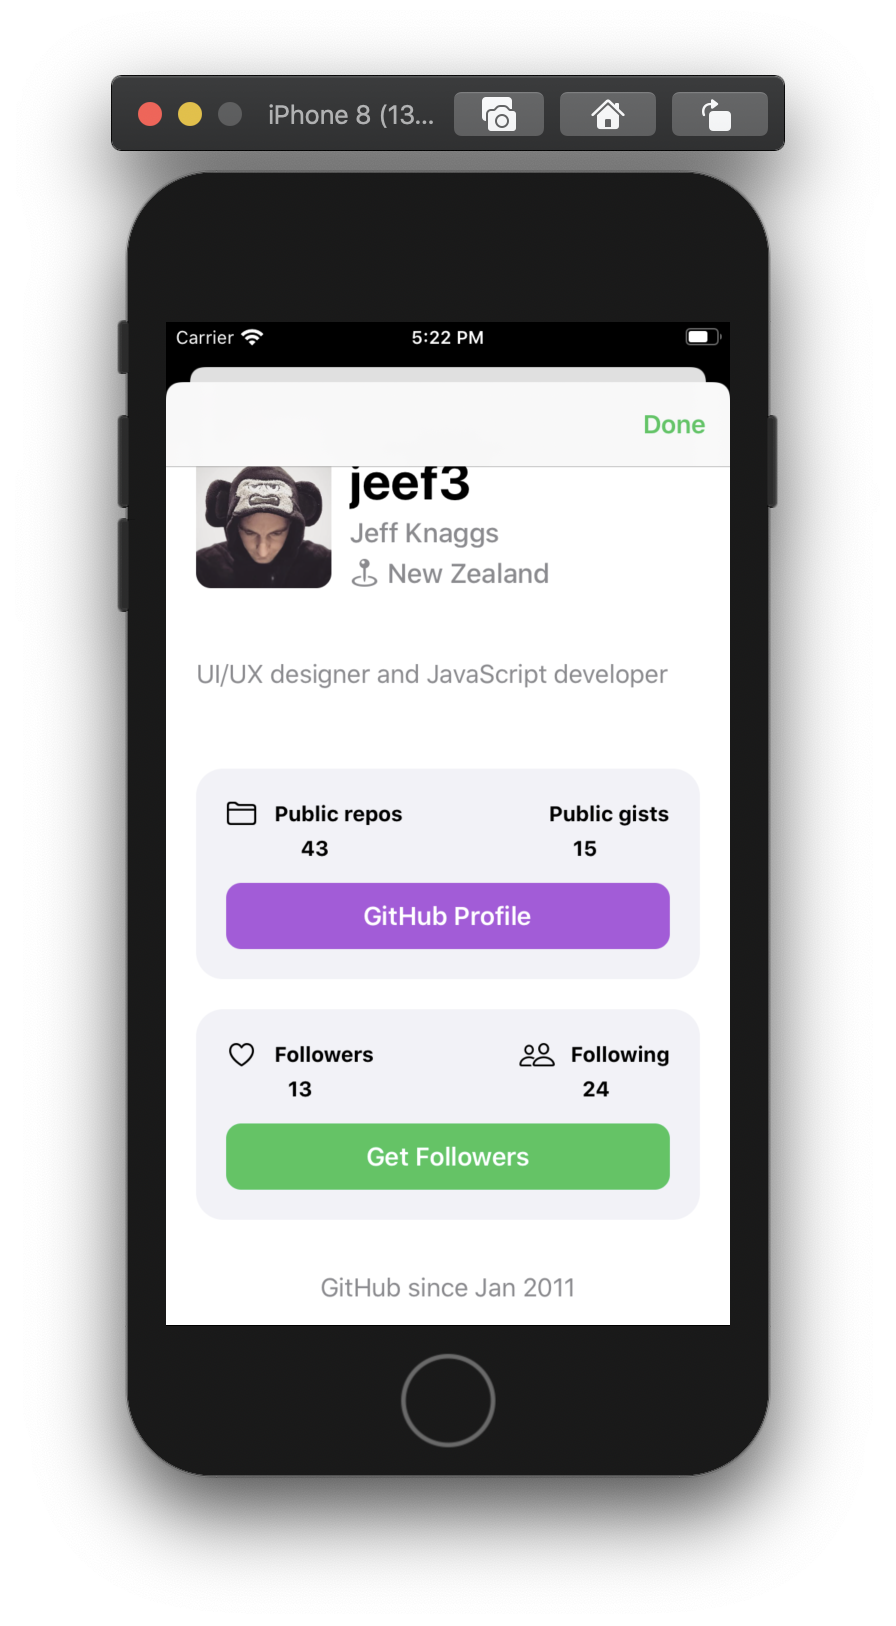 iPhone 8 (13...
Carrier 5:22 PM
Done
jeef3
Jeff Knaggs
New Zealand
UI/UX designer and JavaScript developer
Public repos Public gists
43 15
GitHub Profile
Followers Following
13 24
Get Followers
GitHub since Jan 2011